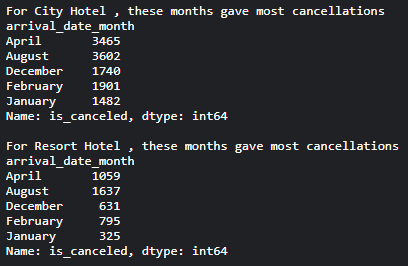 For City Hotel , these months gave most cancellations
arrival_date_month
April 3465
August 3602
December 1740
February 1901
January 1482
Name: is_canceled, dtype: int64
For Resort Hotel , these months gave most cancellations
arrival_date_month
April 1059
August 1637
December 631
February 795
January 325
Name: is_canceled, dtype: int64